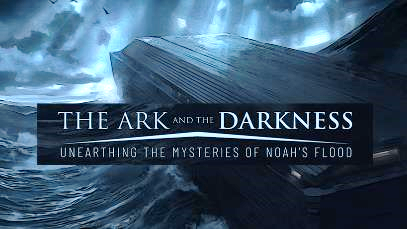 THE ARK AND THE DARKNESS
UNEARTHING THE MYSTERIES OF NOAH'S FLOOD